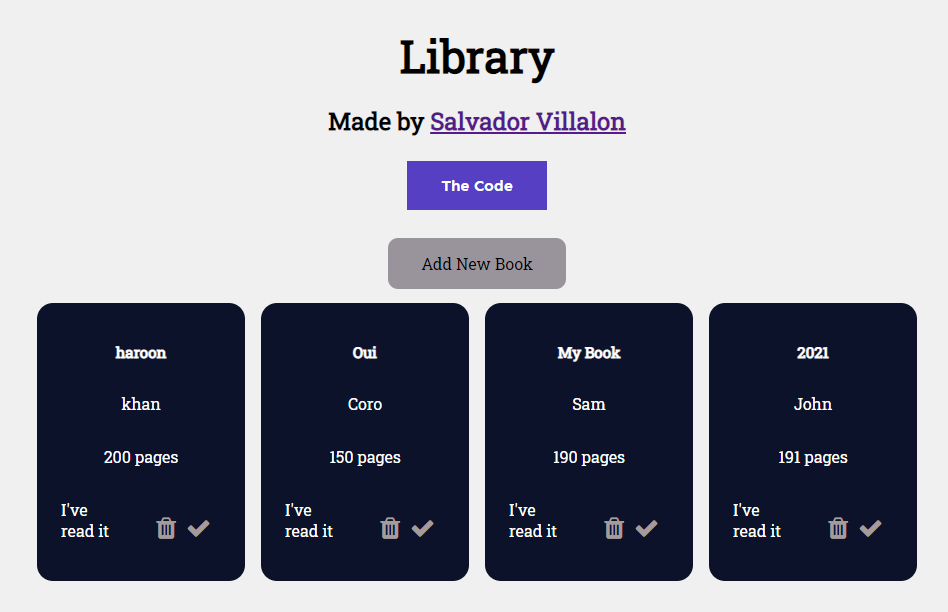 Library
Made by Salvador Villalon
The Code
Add New Book
haroon
khan
200 pages
I've
read it
Oui
Coro
150 pages
I've
read it
My Book
Sam
190 pages
I've
read it
2021
John
191 pages
I've
read it